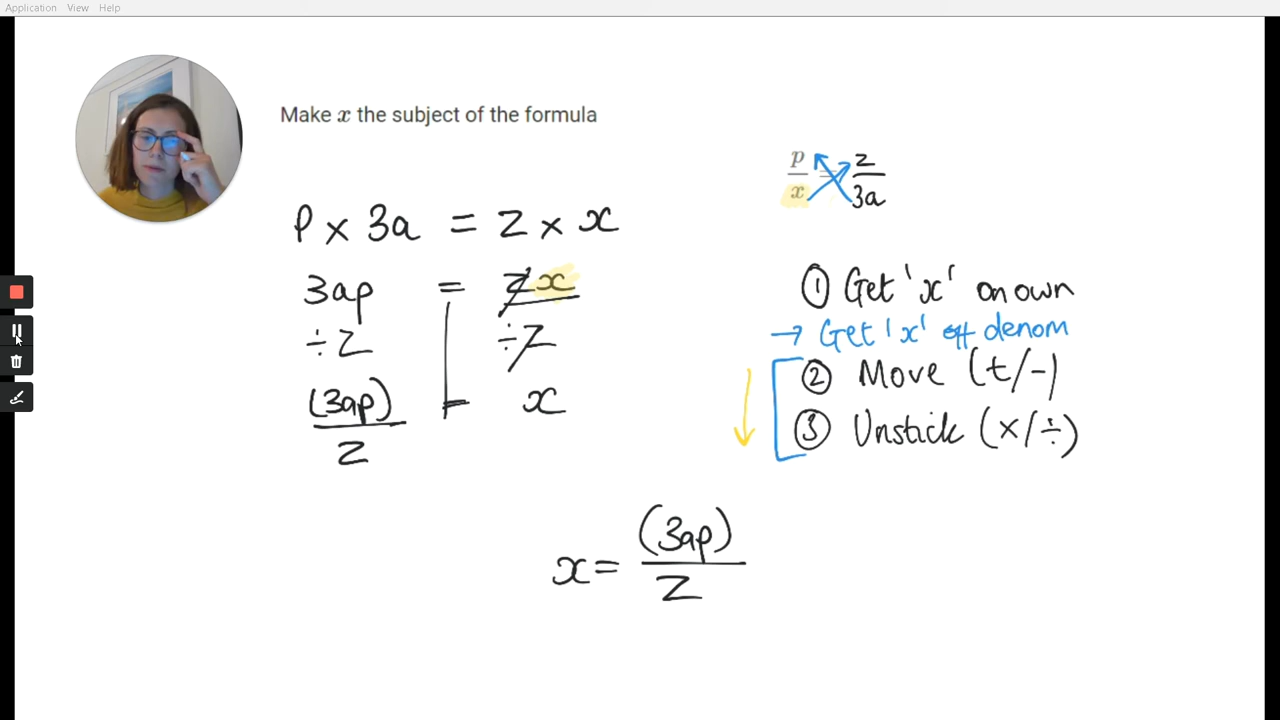 Application View Help
Make x the subject of the formula
p/x = z/3a
p × 3a = z × x
3ap = zx
÷z ÷z
(3ap)/z = x
① Get 'x' on own
→ Get 'x' off denom
② Move (+/-)
③ Unstick (×/÷)
x = (3ap)/z